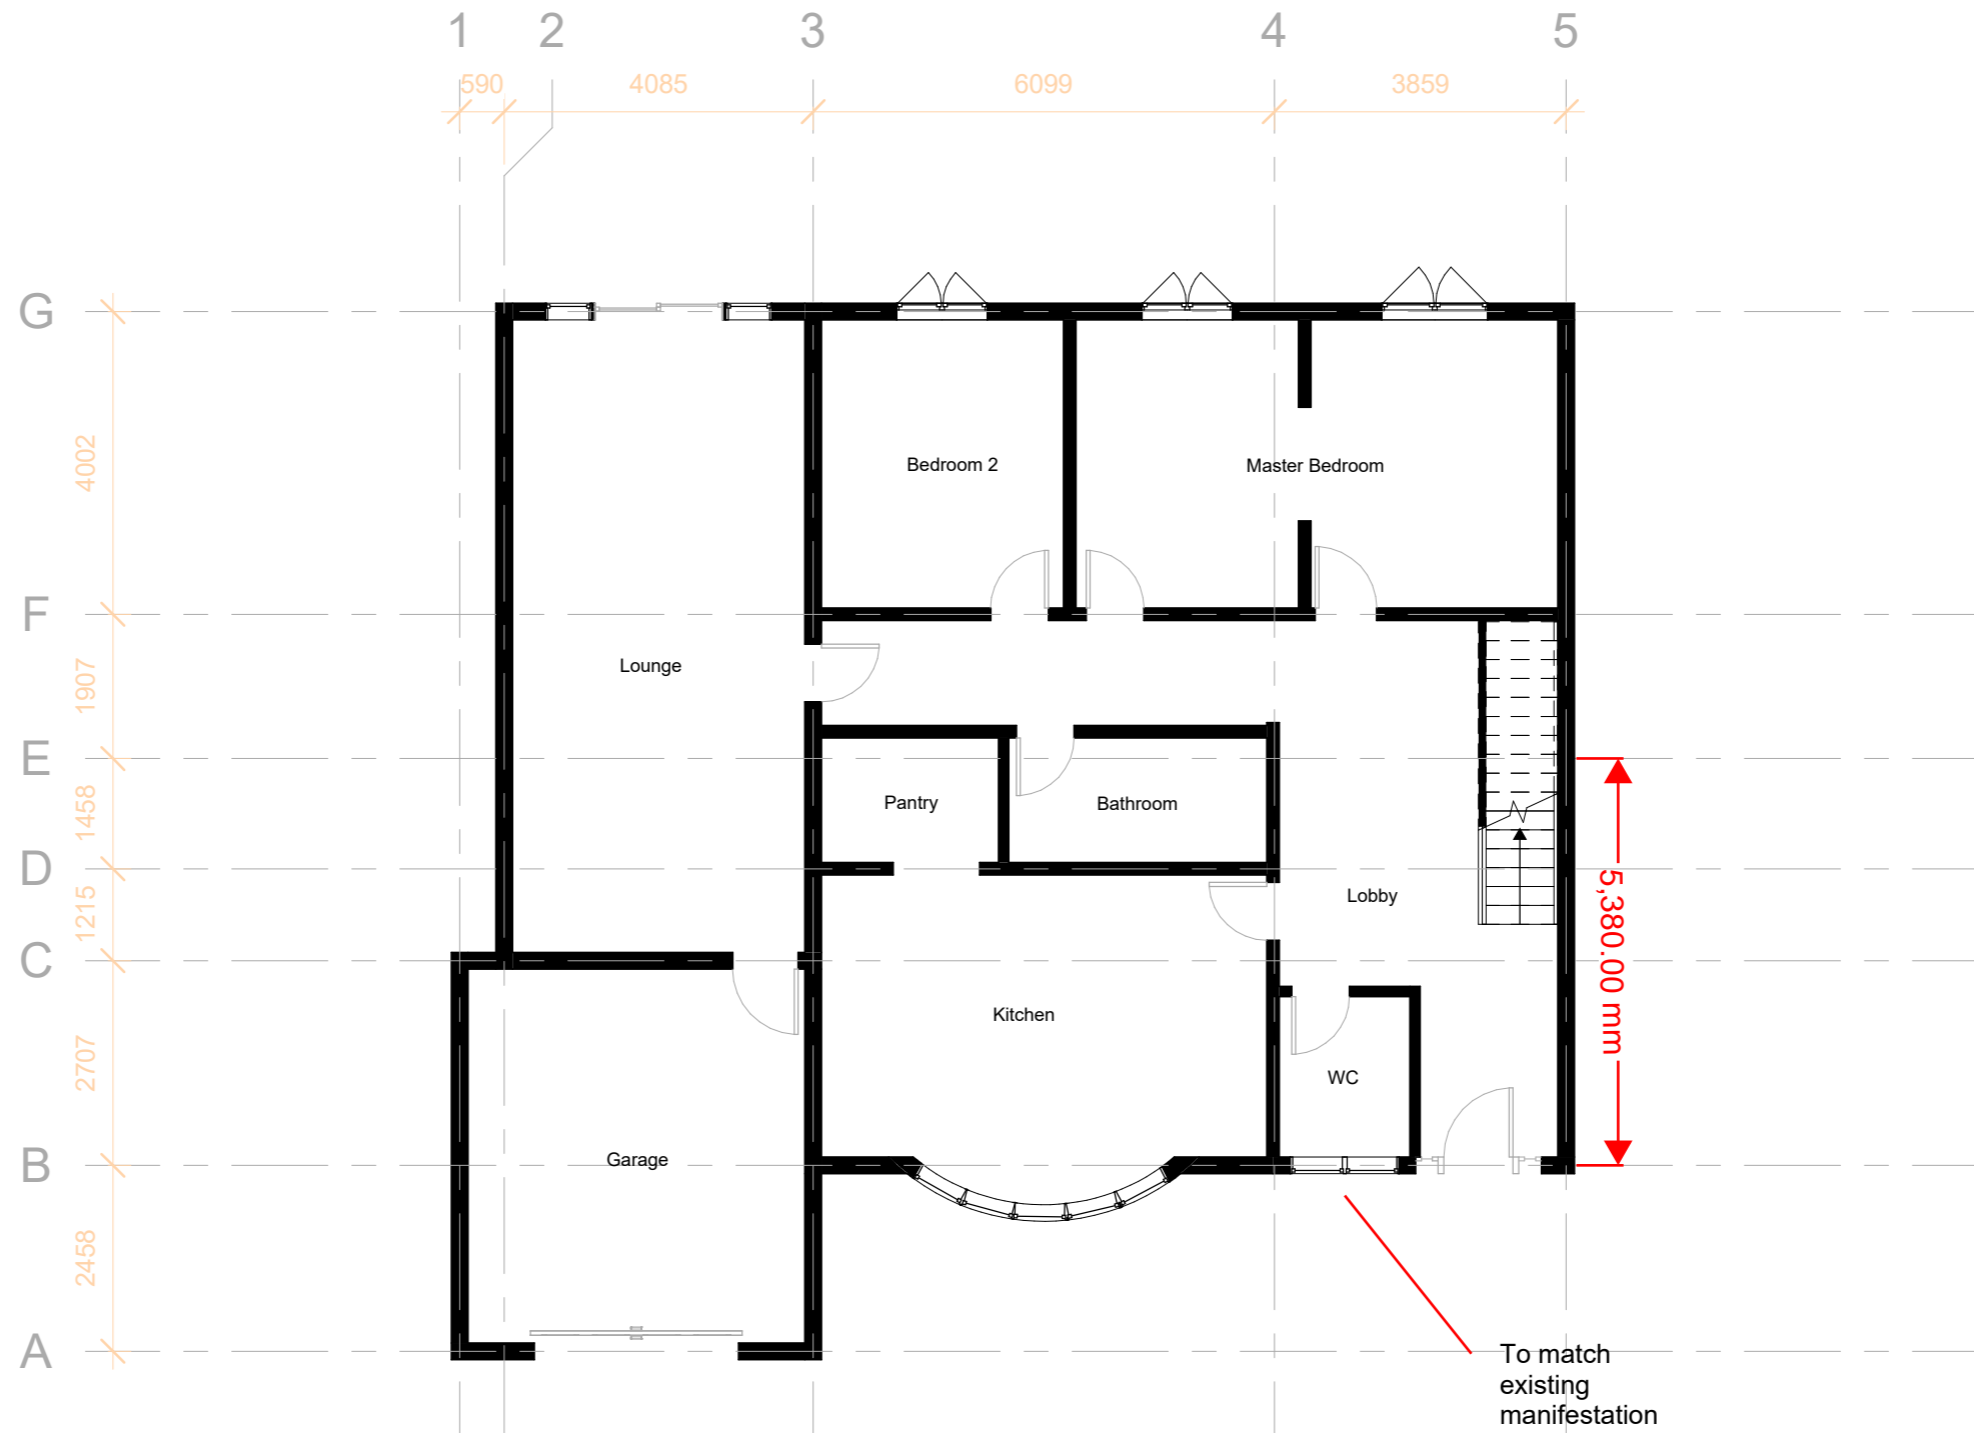 1 2 3 4 5
590 4085 6099 3859
G
4002
Bedroom 2 Master Bedroom
F
1907
Lounge
E
1458
Pantry Bathroom
D
1215
Lobby
5,380.00 mm
C
Kitchen
2707
WC
B
Garage
2458
A
To match
existing
manifestation